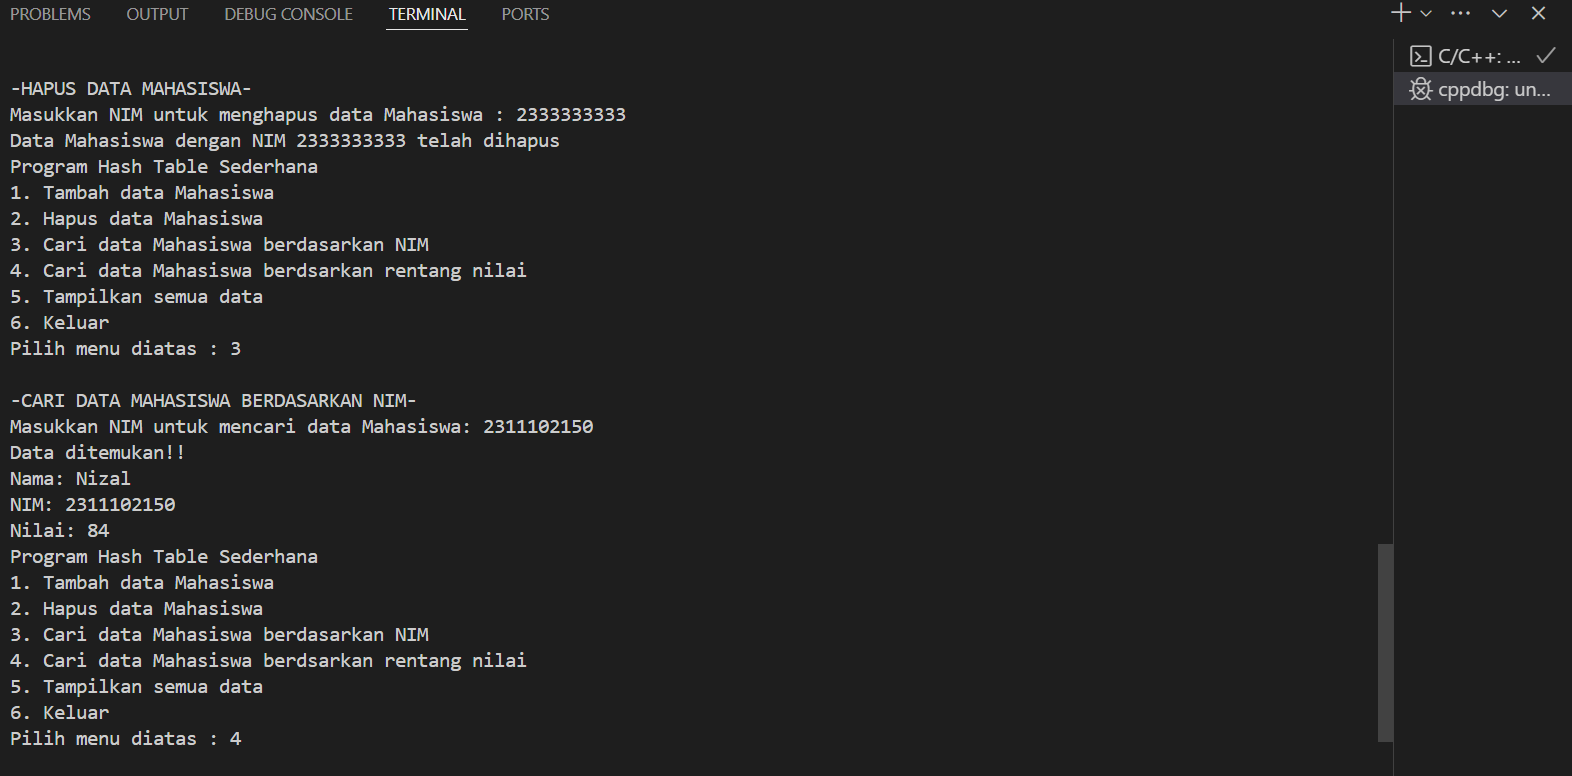 PROBLEMS OUTPUT DEBUG CONSOLE TERMINAL PORTS
C/C++: ...
cppdbg: un...
-HAPUS DATA MAHASISWA-
Masukkan NIM untuk menghapus data Mahasiswa : 2333333333
Data Mahasiswa dengan NIM 2333333333 telah dihapus
Program Hash Table Sederhana
1. Tambah data Mahasiswa
2. Hapus data Mahasiswa
3. Cari data Mahasiswa berdasarkan NIM
4. Cari data Mahasiswa berdsarkan rentang nilai
5. Tampilkan semua data
6. Keluar
Pilih menu diatas : 3
-CARI DATA MAHASISWA BERDASARKAN NIM-
Masukkan NIM untuk mencari data Mahasiswa: 2311102150
Data ditemukan!!
Nama: Nizal
NIM: 2311102150
Nilai: 84
Program Hash Table Sederhana
1. Tambah data Mahasiswa
2. Hapus data Mahasiswa
3. Cari data Mahasiswa berdasarkan NIM
4. Cari data Mahasiswa berdsarkan rentang nilai
5. Tampilkan semua data
6. Keluar
Pilih menu diatas : 4